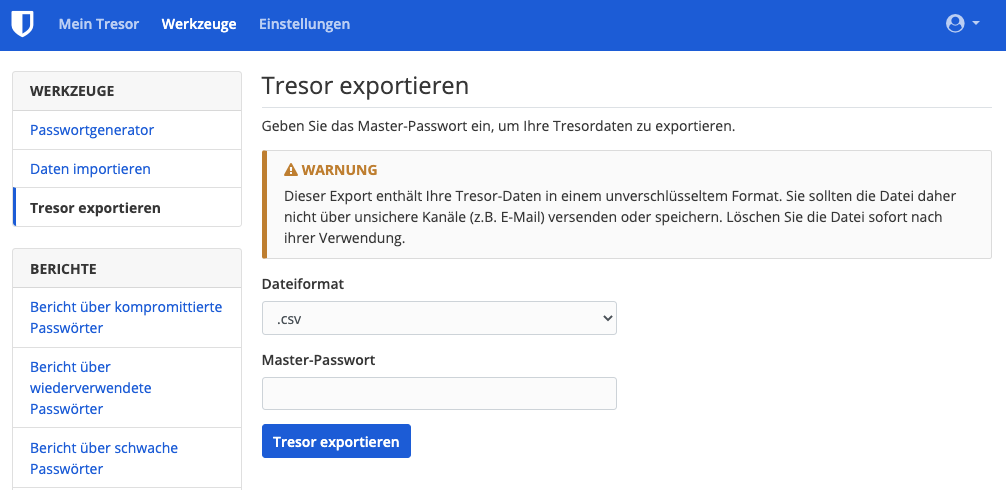 Mein Tresor Werkzeuge Einstellungen
WERKZEUGE
Passwortgenerator
Daten importieren
Tresor exportieren
BERICHTE
Bericht über kompromittierte
Passwörter
Bericht über
wiederverwendete
Passwörter
Bericht über schwache
Passwörter
Tresor exportieren
Geben Sie das Master-Passwort ein, um Ihre Tresordaten zu exportieren.
WARNUNG
Dieser Export enthält Ihre Tresor-Daten in einem unverschlüsseltem Format. Sie sollten die Datei daher
nicht über unsichere Kanäle (z.B. E-Mail) versenden oder speichern. Löschen Sie die Datei sofort nach
ihrer Verwendung.
Dateiformat
.csv
Master-Passwort
Tresor exportieren